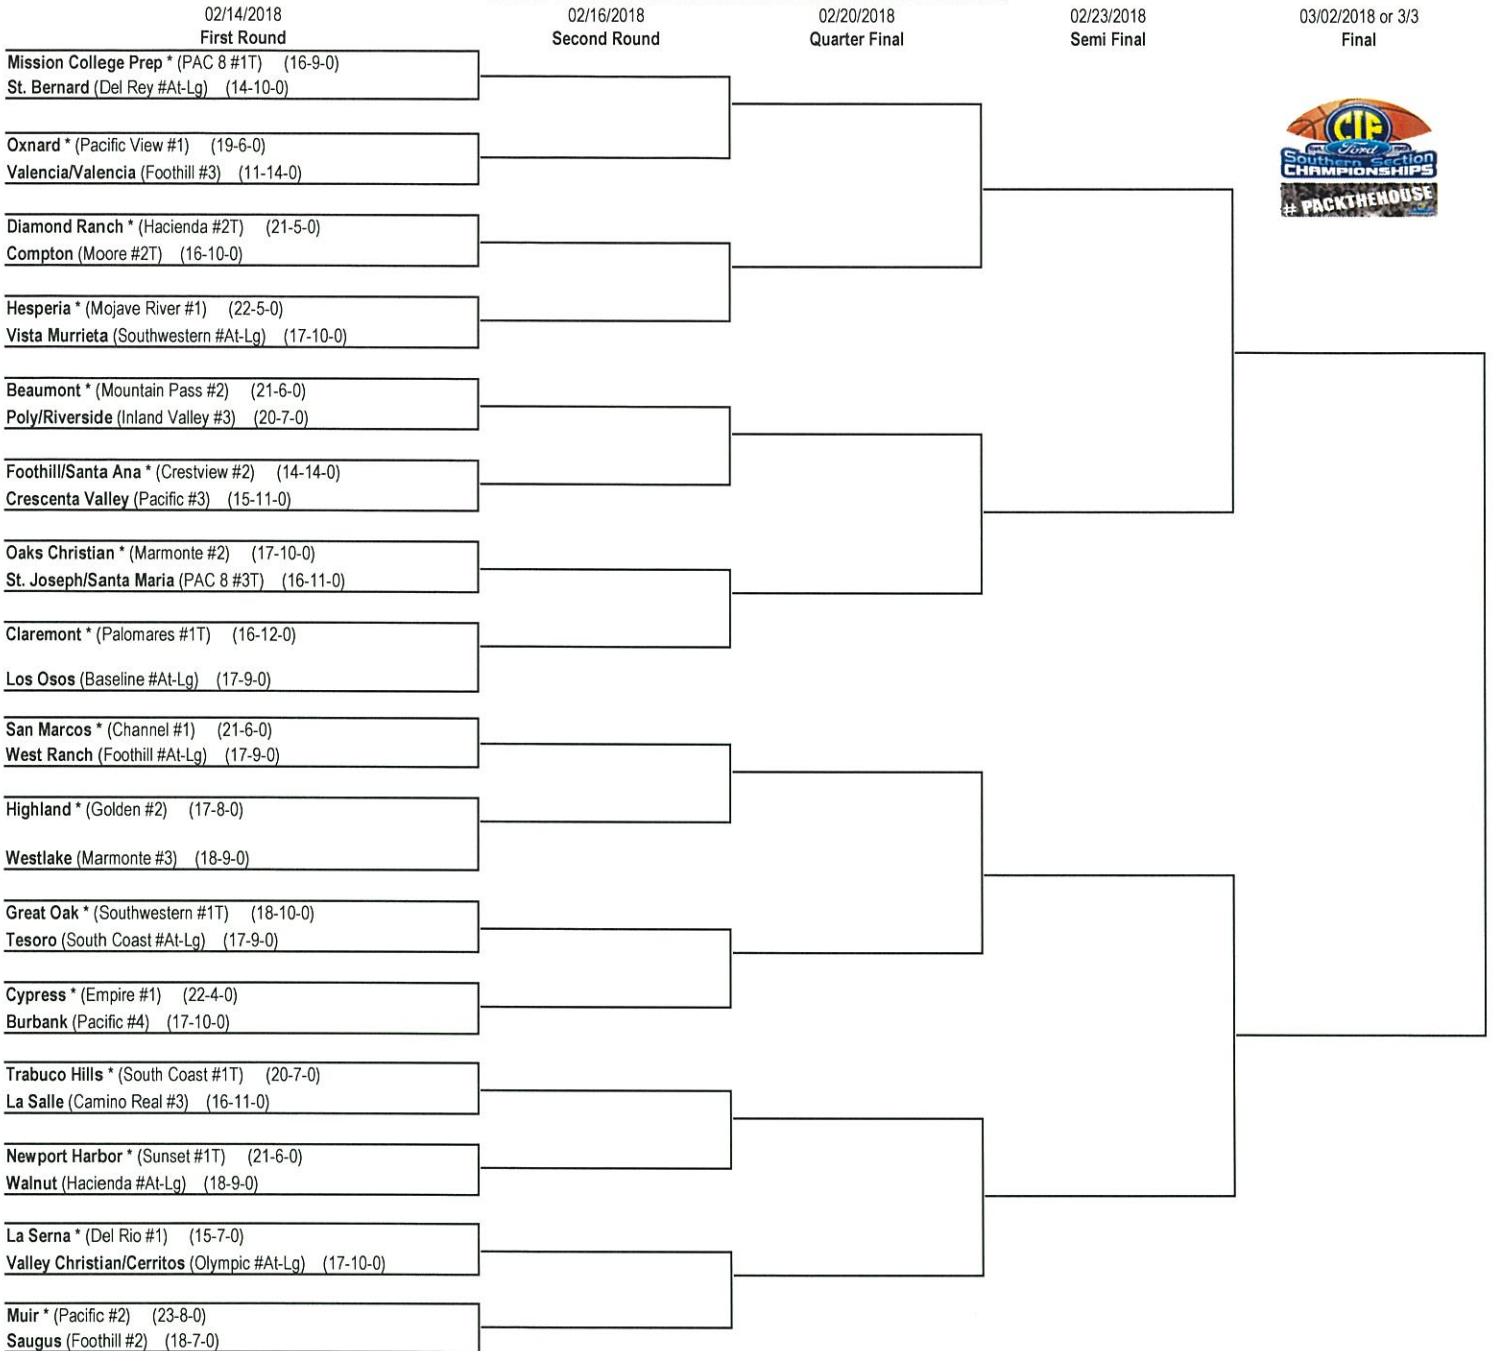 02/14/2018 02/16/2018 02/20/2018 02/23/2018 03/02/2018 or 3/3
First Round Second Round Quarter Final Semi Final Final
Mission College Prep * (PAC 8 #1T) (16-9-0)
St. Bernard (Del Rey #At-Lg) (14-10-0)
CIF
Ford
Southern Section
CHAMPIONSHIPS
# PACKTHEHOUSE
Oxnard * (Pacific View #1) (19-6-0)
Valencia/Valencia (Foothill #3) (11-14-0)
Diamond Ranch * (Hacienda #2T) (21-5-0)
Compton (Moore #2T) (16-10-0)
Hesperia * (Mojave River #1) (22-5-0)
Vista Murrieta (Southwestern #At-Lg) (17-10-0)
Beaumont * (Mountain Pass #2) (21-6-0)
Poly/Riverside (Inland Valley #3) (20-7-0)
Foothill/Santa Ana * (Crestview #2) (14-14-0)
Crescenta Valley (Pacific #3) (15-11-0)
Oaks Christian * (Marmonte #2) (17-10-0)
St. Joseph/Santa Maria (PAC 8 #3T) (16-11-0)
Claremont * (Palomares #1T) (16-12-0)
Los Osos (Baseline #At-Lg) (17-9-0)
San Marcos * (Channel #1) (21-6-0)
West Ranch (Foothill #At-Lg) (17-9-0)
Highland * (Golden #2) (17-8-0)
Westlake (Marmonte #3) (18-9-0)
Great Oak * (Southwestern #1T) (18-10-0)
Tesoro (South Coast #At-Lg) (17-9-0)
Cypress * (Empire #1) (22-4-0)
Burbank (Pacific #4) (17-10-0)
Trabuco Hills * (South Coast #1T) (20-7-0)
La Salle (Camino Real #3) (16-11-0)
Newport Harbor * (Sunset #1T) (21-6-0)
Walnut (Hacienda #At-Lg) (18-9-0)
La Serna * (Del Rio #1) (15-7-0)
Valley Christian/Cerritos (Olympic #At-Lg) (17-10-0)
Muir * (Pacific #2) (23-8-0)
Saugus (Foothill #2) (18-7-0)